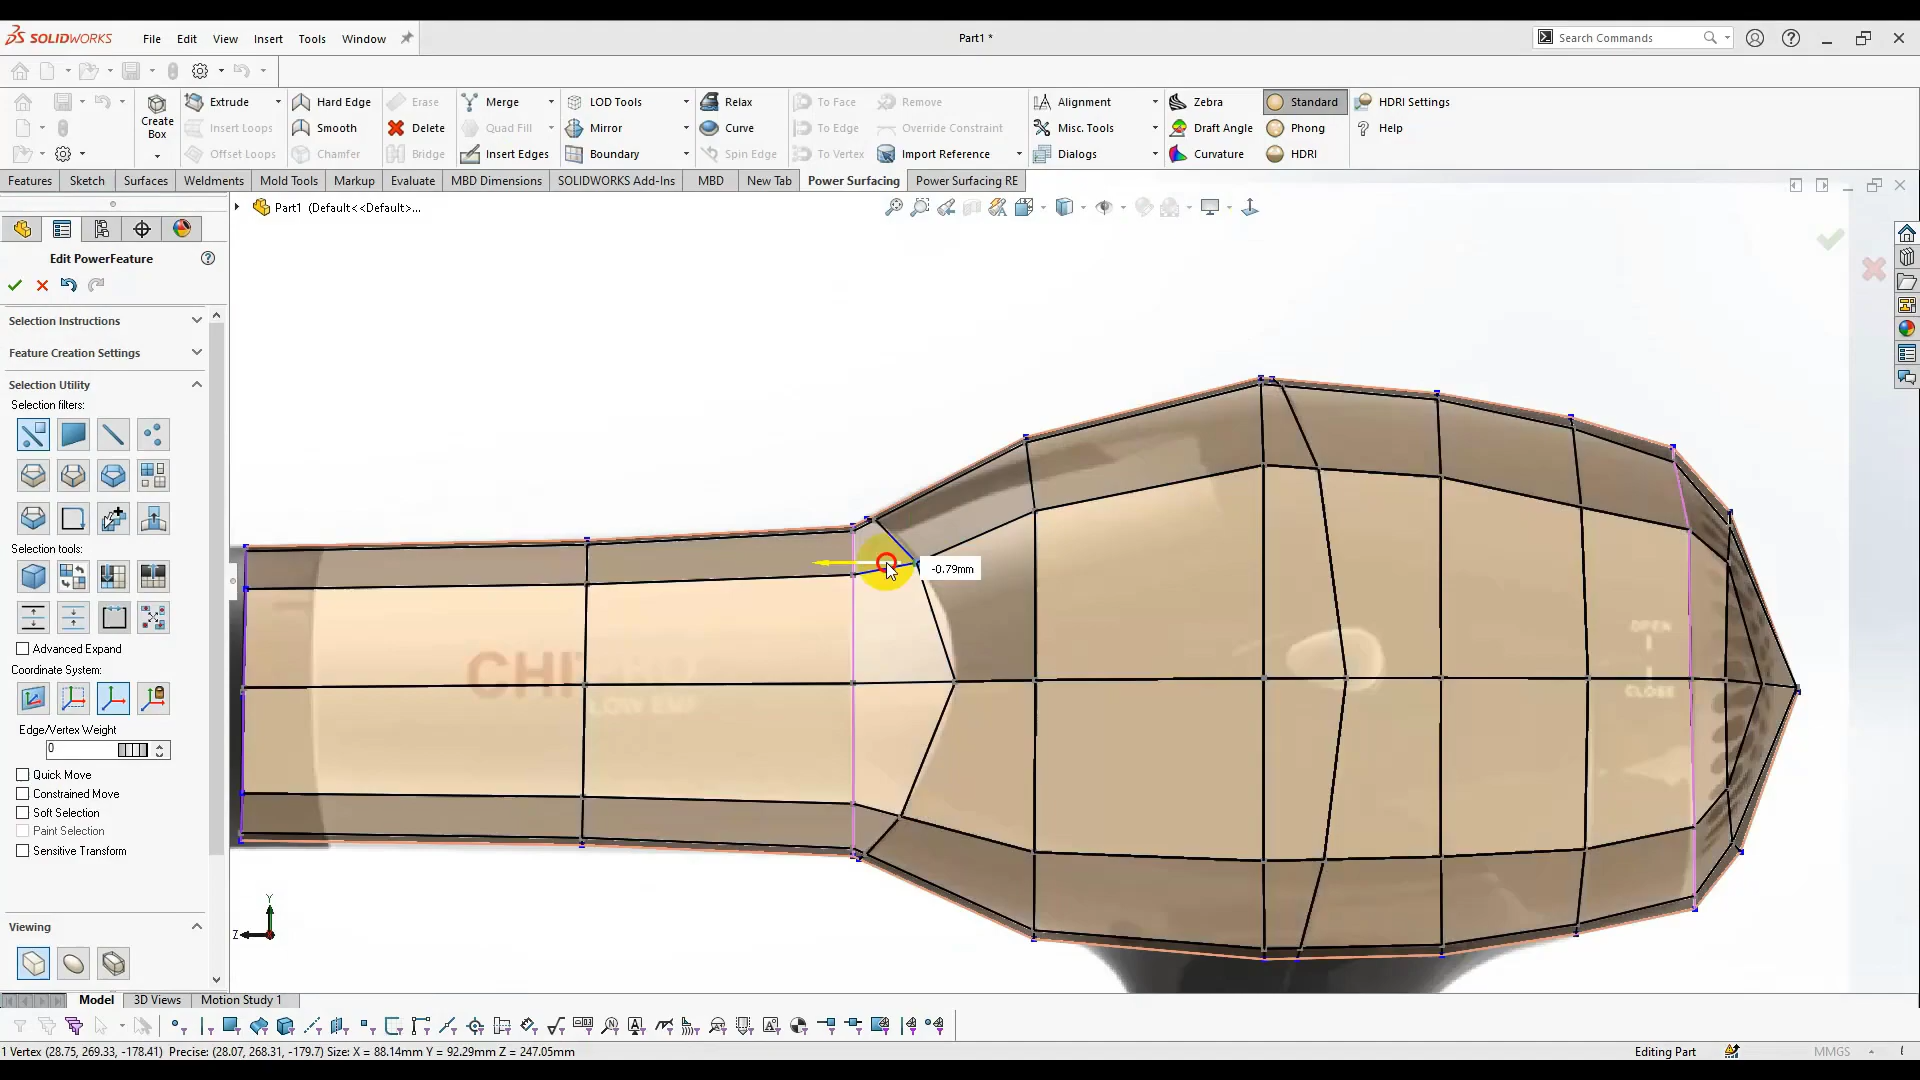 SOLIDWORKS
File Edit View Insert Tools Window
Part1 *
Search Commands
Create Box
Extrude
Insert Loops
Offset Loops
Hard Edge
Smooth
Chamfer
Erase
Delete
Bridge
Merge
Quad Fill
Insert Edges
LOD Tools
Mirror
Boundary
Relax
Curve
Spin Edge
To Face
To Edge
To Vertex
Remove
Override Constraint
Import Reference
Alignment
Misc. Tools
Dialogs
Zebra
Draft Angle
Curvature
Standard
Phong
HDRI
HDRI Settings
Help
Features Sketch Surfaces Weldments Mold Tools Markup Evaluate MBD Dimensions SOLIDWORKS Add-Ins MBD New Tab Power Surfacing Power Surfacing RE
Part1 (Default<<Default>...
Edit PowerFeature
Selection Instructions
Feature Creation Settings
Selection Utility
Selection filters:
Selection tools:
Advanced Expand
Coordinate System:
Edge/Vertex Weight
0
Quick Move
Constrained Move
Soft Selection
Paint Selection
Sensitive Transform
Viewing
-0.79mm
CHI
LOW EMF
OPEN
CLOSE
Y
Z
Model 3D Views Motion Study 1
1 Vertex (28.75, 269.33, -178.41) Precise: (28.07, 268.31, -179.7) Size: X = 88.14mm Y = 92.29mm Z = 247.05mm
Editing Part
MMGS